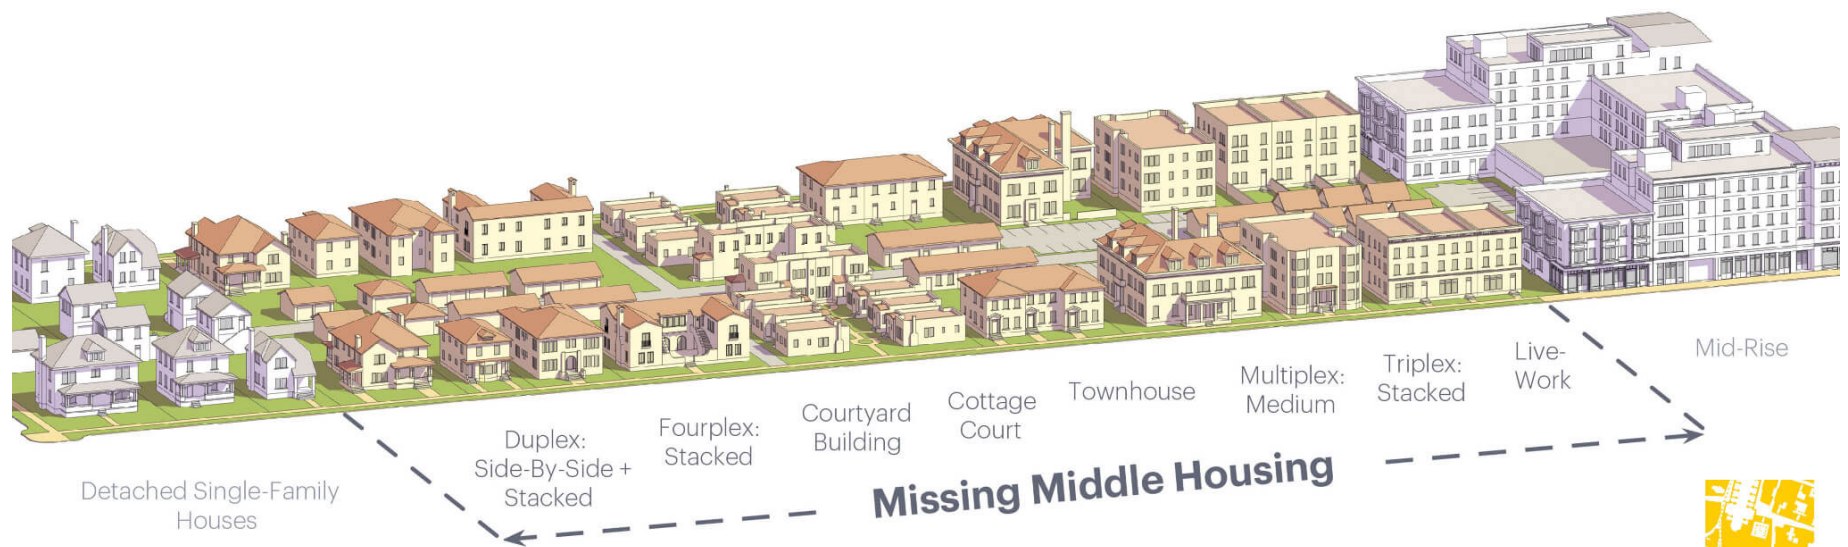 Detached Single-Family
Houses
Duplex:
Side-By-Side +
Stacked
Fourplex:
Stacked
Courtyard
Building
Cottage
Court
Townhouse
Multiplex:
Medium
Triplex:
Stacked
Live-
Work
Mid-Rise
Missing Middle Housing